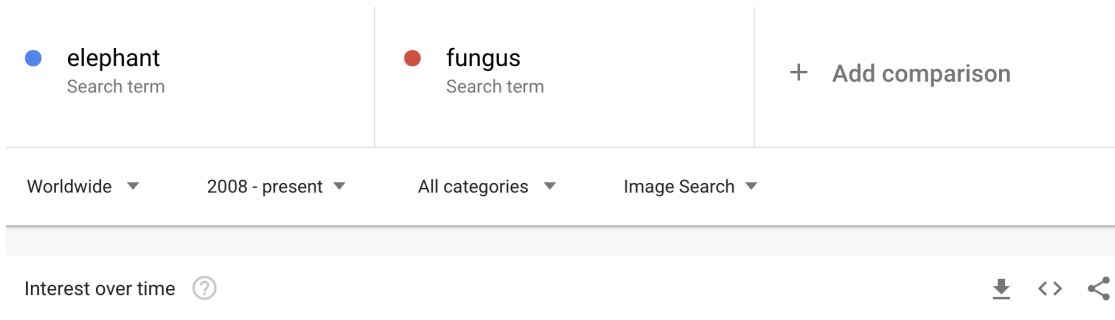 elephant
Search term
fungus
Search term
+ Add comparison
Worldwide
2008 - present
All categories
Image Search
Interest over time ?